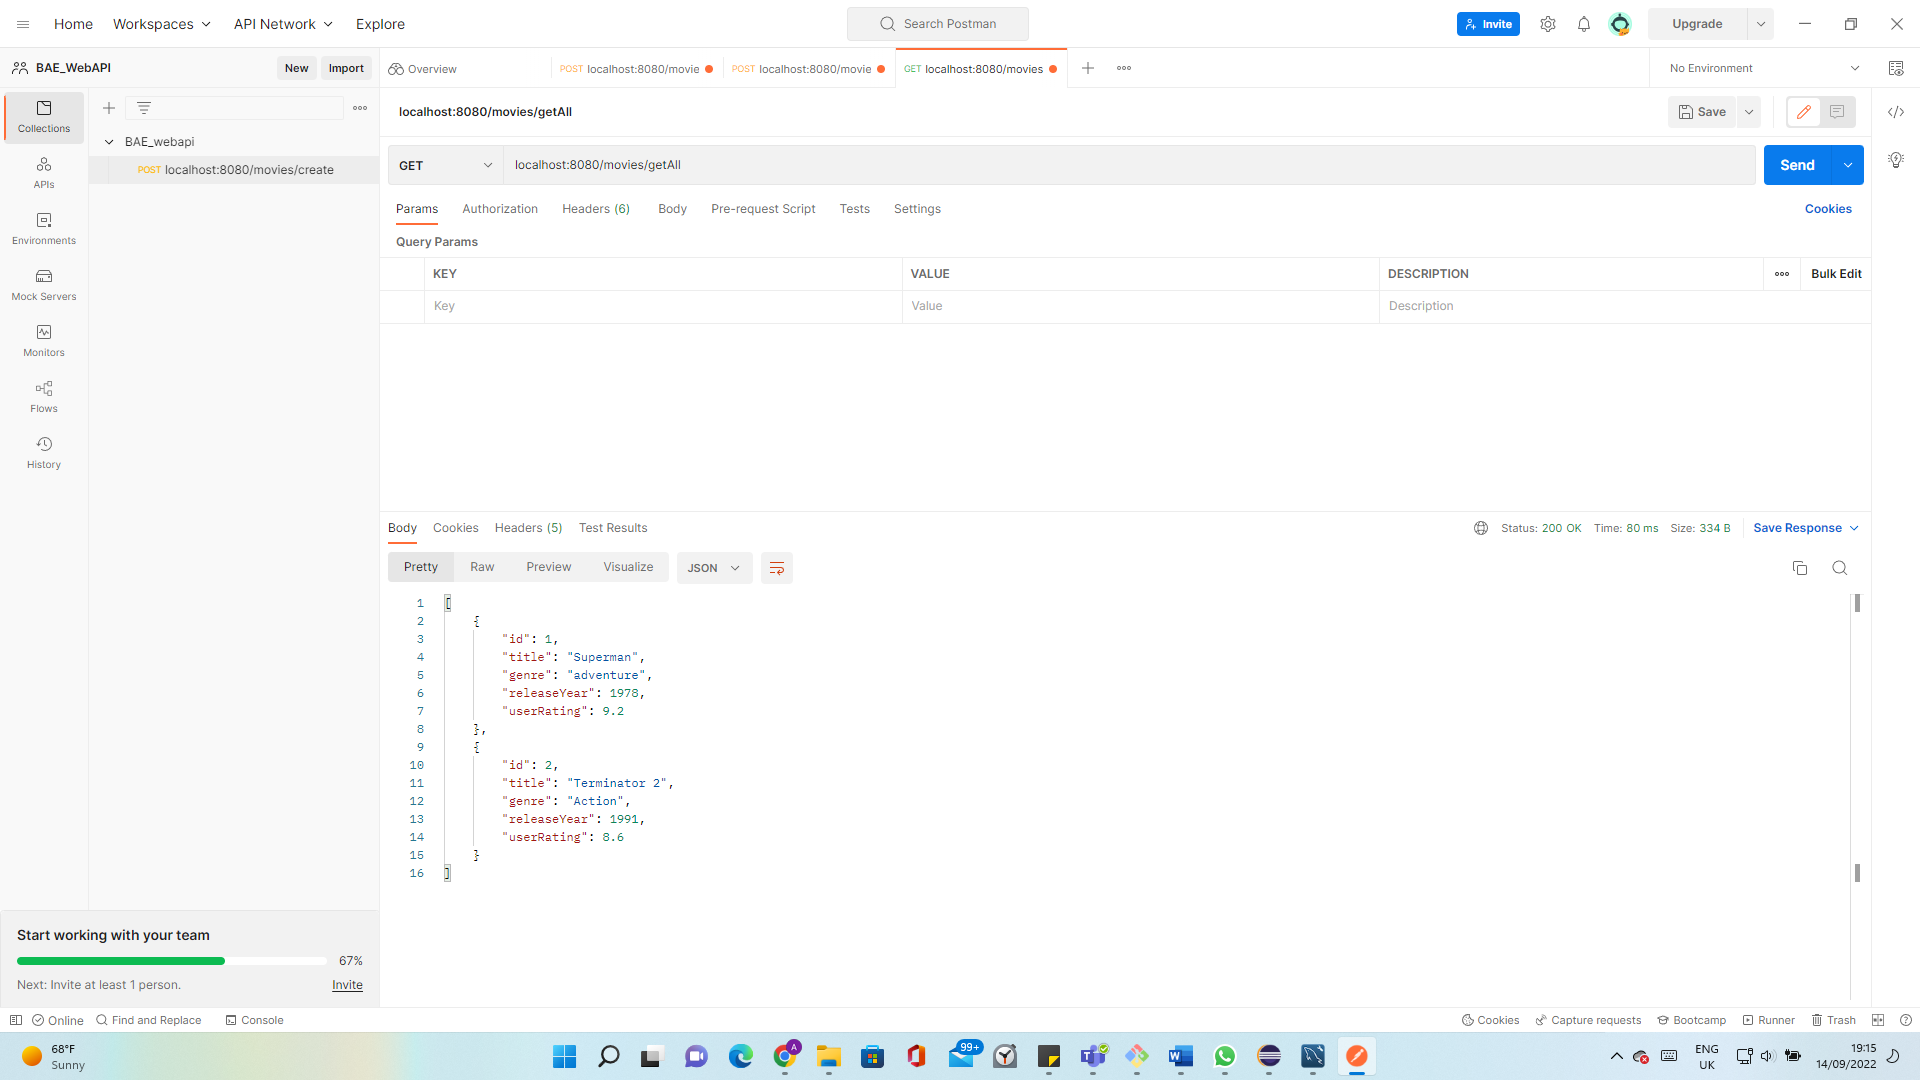 Home Workspaces API Network Explore Search Postman Invite Upgrade
BAE_WebAPI New Import Overview POST localhost:8080/movie POST localhost:8080/movie GET localhost:8080/movies No Environment
Collections
APIs
Environments
Mock Servers
Monitors
Flows
History
BAE_webapi
POST localhost:8080/movies/create
localhost:8080/movies/getAll Save
GET localhost:8080/movies/getAll Send
Params Authorization Headers (6) Body Pre-request Script Tests Settings Cookies
Query Params
KEY VALUE DESCRIPTION Bulk Edit
Key Value Description
Body Cookies Headers (5) Test Results Status: 200 OK Time: 80 ms Size: 334 B Save Response
Pretty Raw Preview Visualize JSON
1 [
2 {
3 "id": 1,
4 "title": "Superman",
5 "genre": "adventure",
6 "releaseYear": 1978,
7 "userRating": 9.2
8 },
9 {
10 "id": 2,
11 "title": "Terminator 2",
12 "genre": "Action",
13 "releaseYear": 1991,
14 "userRating": 8.6
15 }
16 ]
Start working with your team
67%
Next: Invite at least 1 person. Invite
Online Find and Replace Console Cookies Capture requests Bootcamp Runner Trash
68°F
Sunny
A
99+
ENG
UK
19:15
14/09/2022